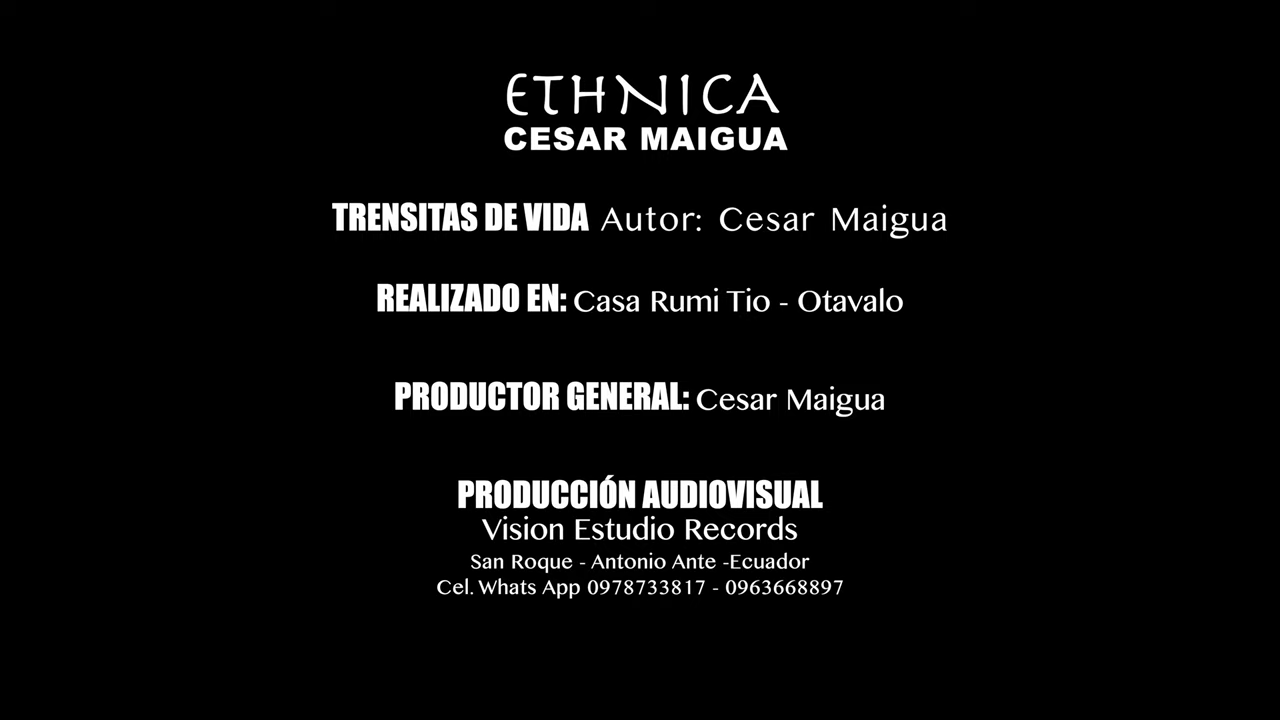 ETHNICA
CESAR MAIGUA
TRENSITAS DE VIDA Autor: Cesar Maigua
REALIZADO EN: Casa Rumi Tio - Otavalo
PRODUCTOR GENERAL: Cesar Maigua
PRODUCCIÓN AUDIOVISUAL
Vision Estudio Records
San Roque - Antonio Ante -Ecuador
Cel. Whats App 0978733817 - 0963668897